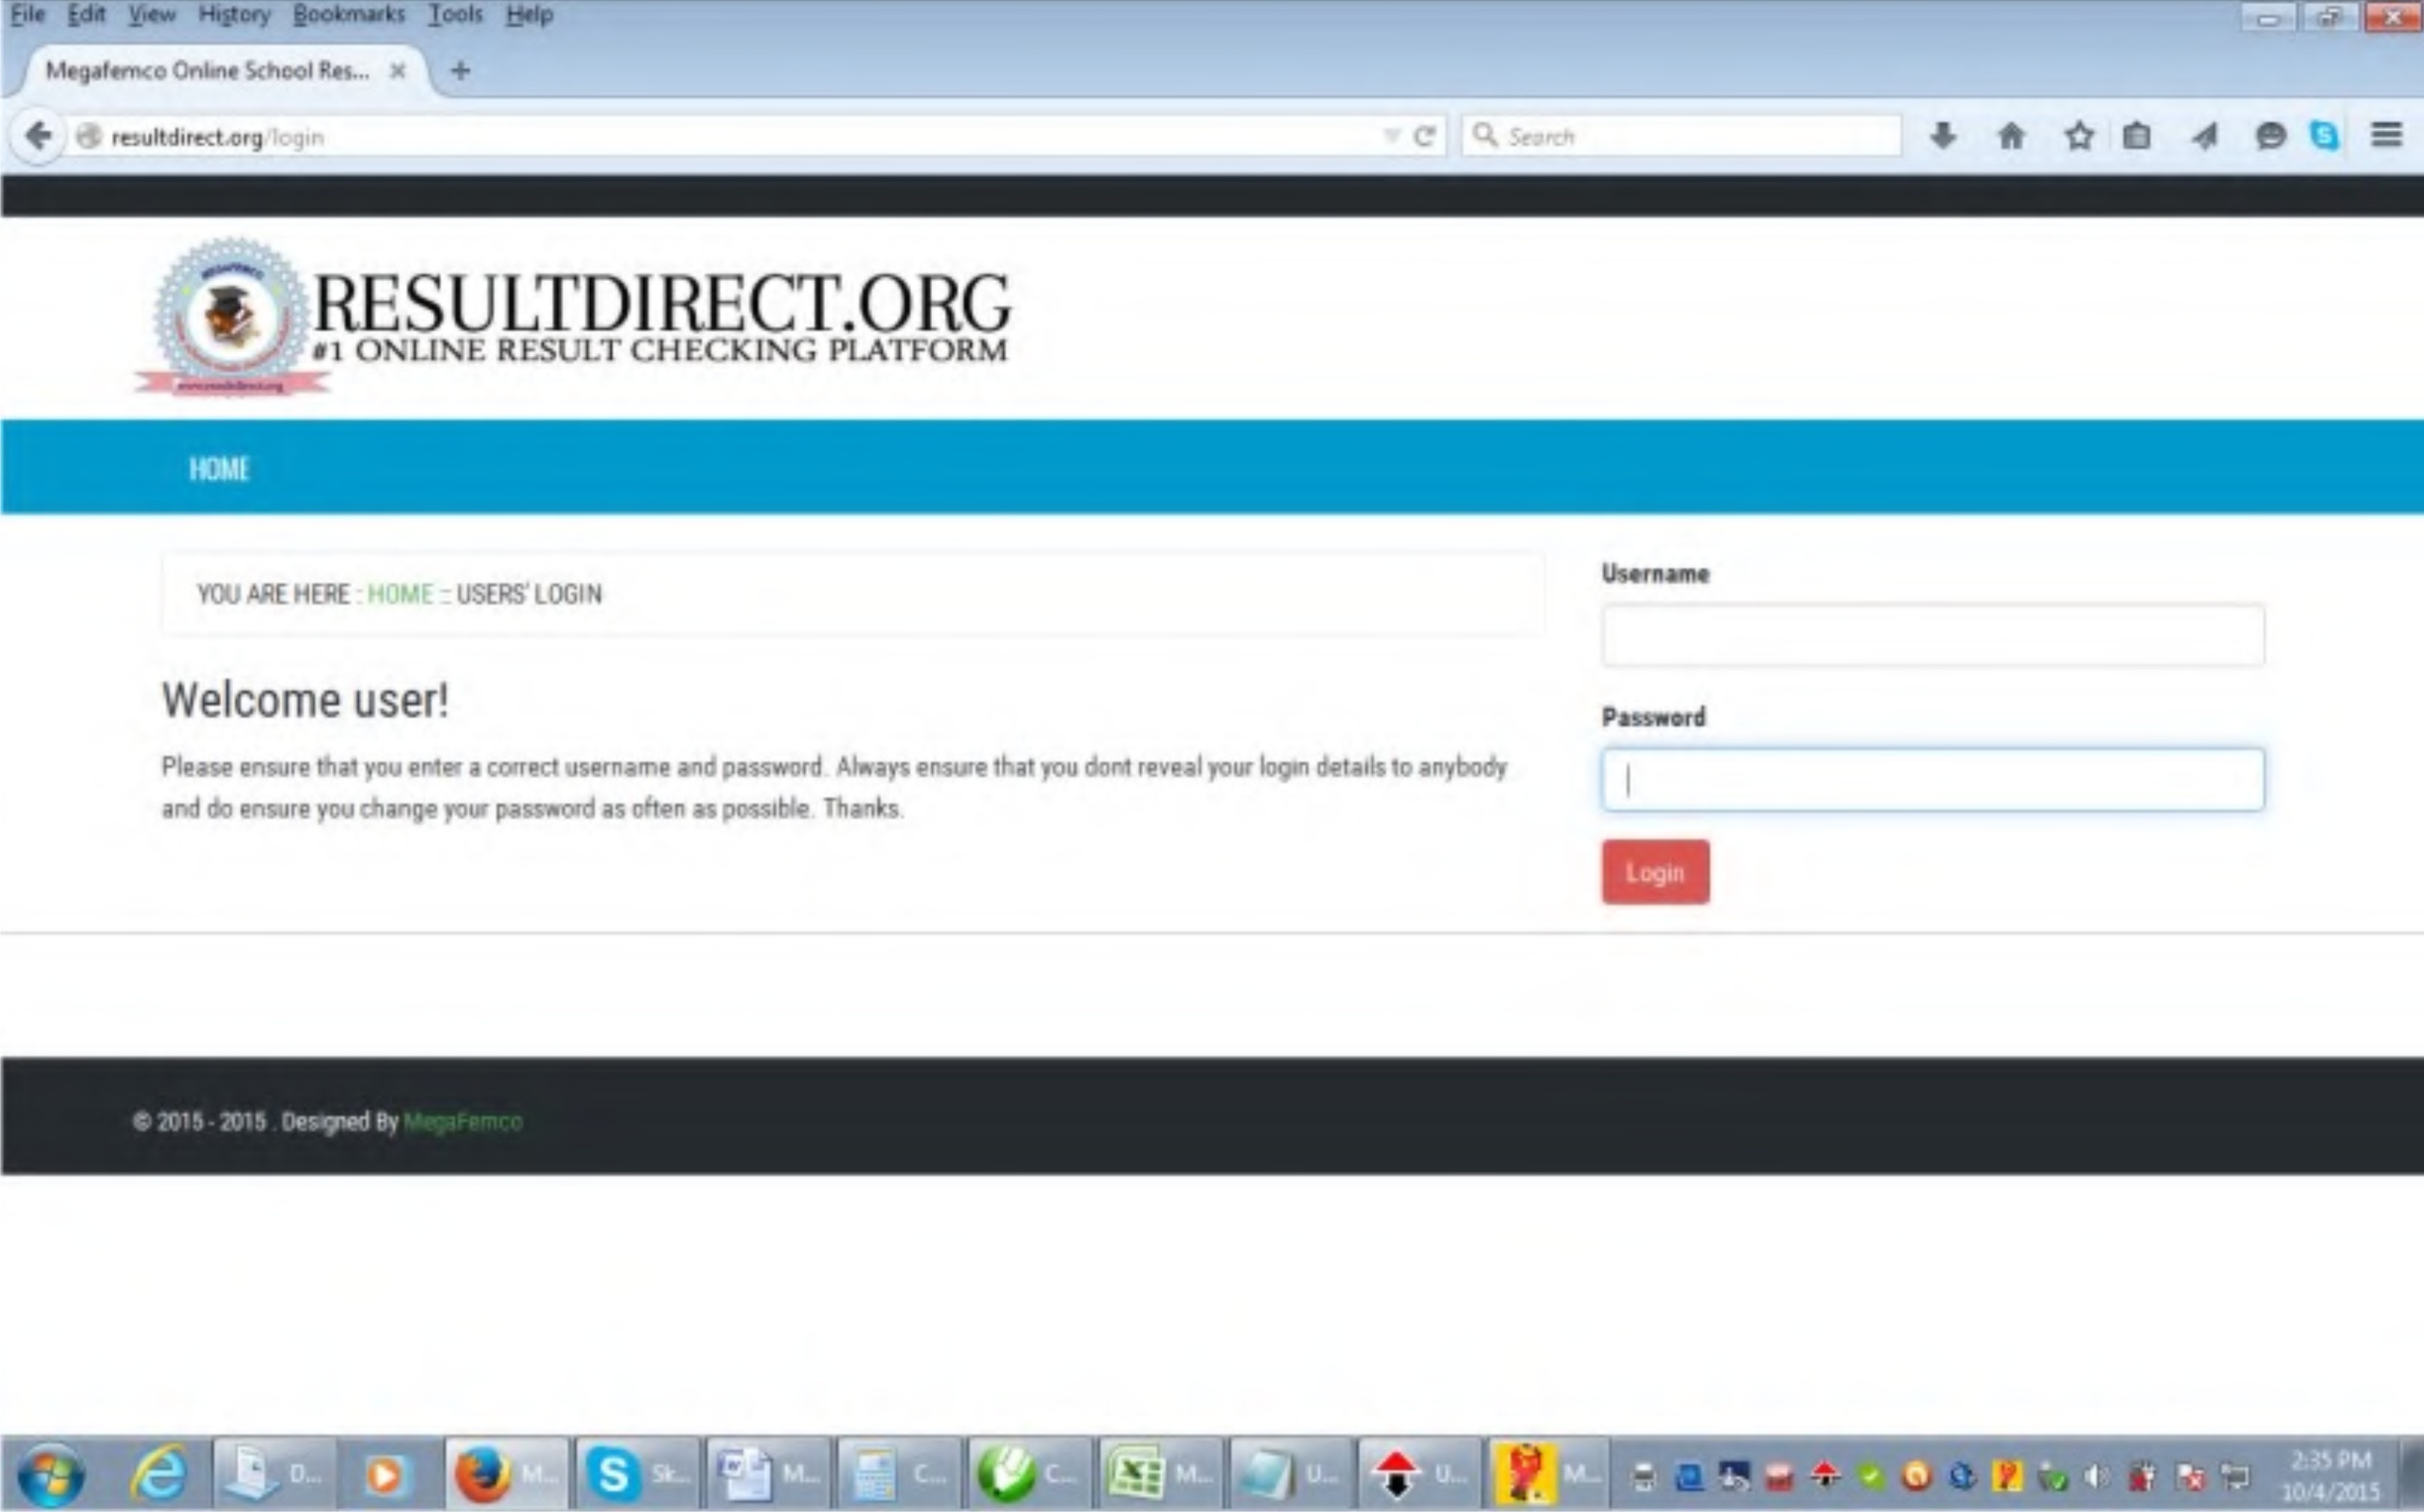 File Edit View History Bookmarks Tools Help
Megafemco Online School Res...
resultdirect.org/login
Search
RESULTDIRECT.ORG
#1 ONLINE RESULT CHECKING PLATFORM
HOME
YOU ARE HERE : HOME :: USERS' LOGIN
Username
Welcome user!
Password
Please ensure that you enter a correct username and password. Always ensure that you dont reveal your login details to anybody
and do ensure you change your password as often as possible. Thanks.
Login
© 2015 - 2015 . Designed By MegaFemco
D... M... Sk... M... C... C... M... U... U... M...
2:35 PM
10/4/2015